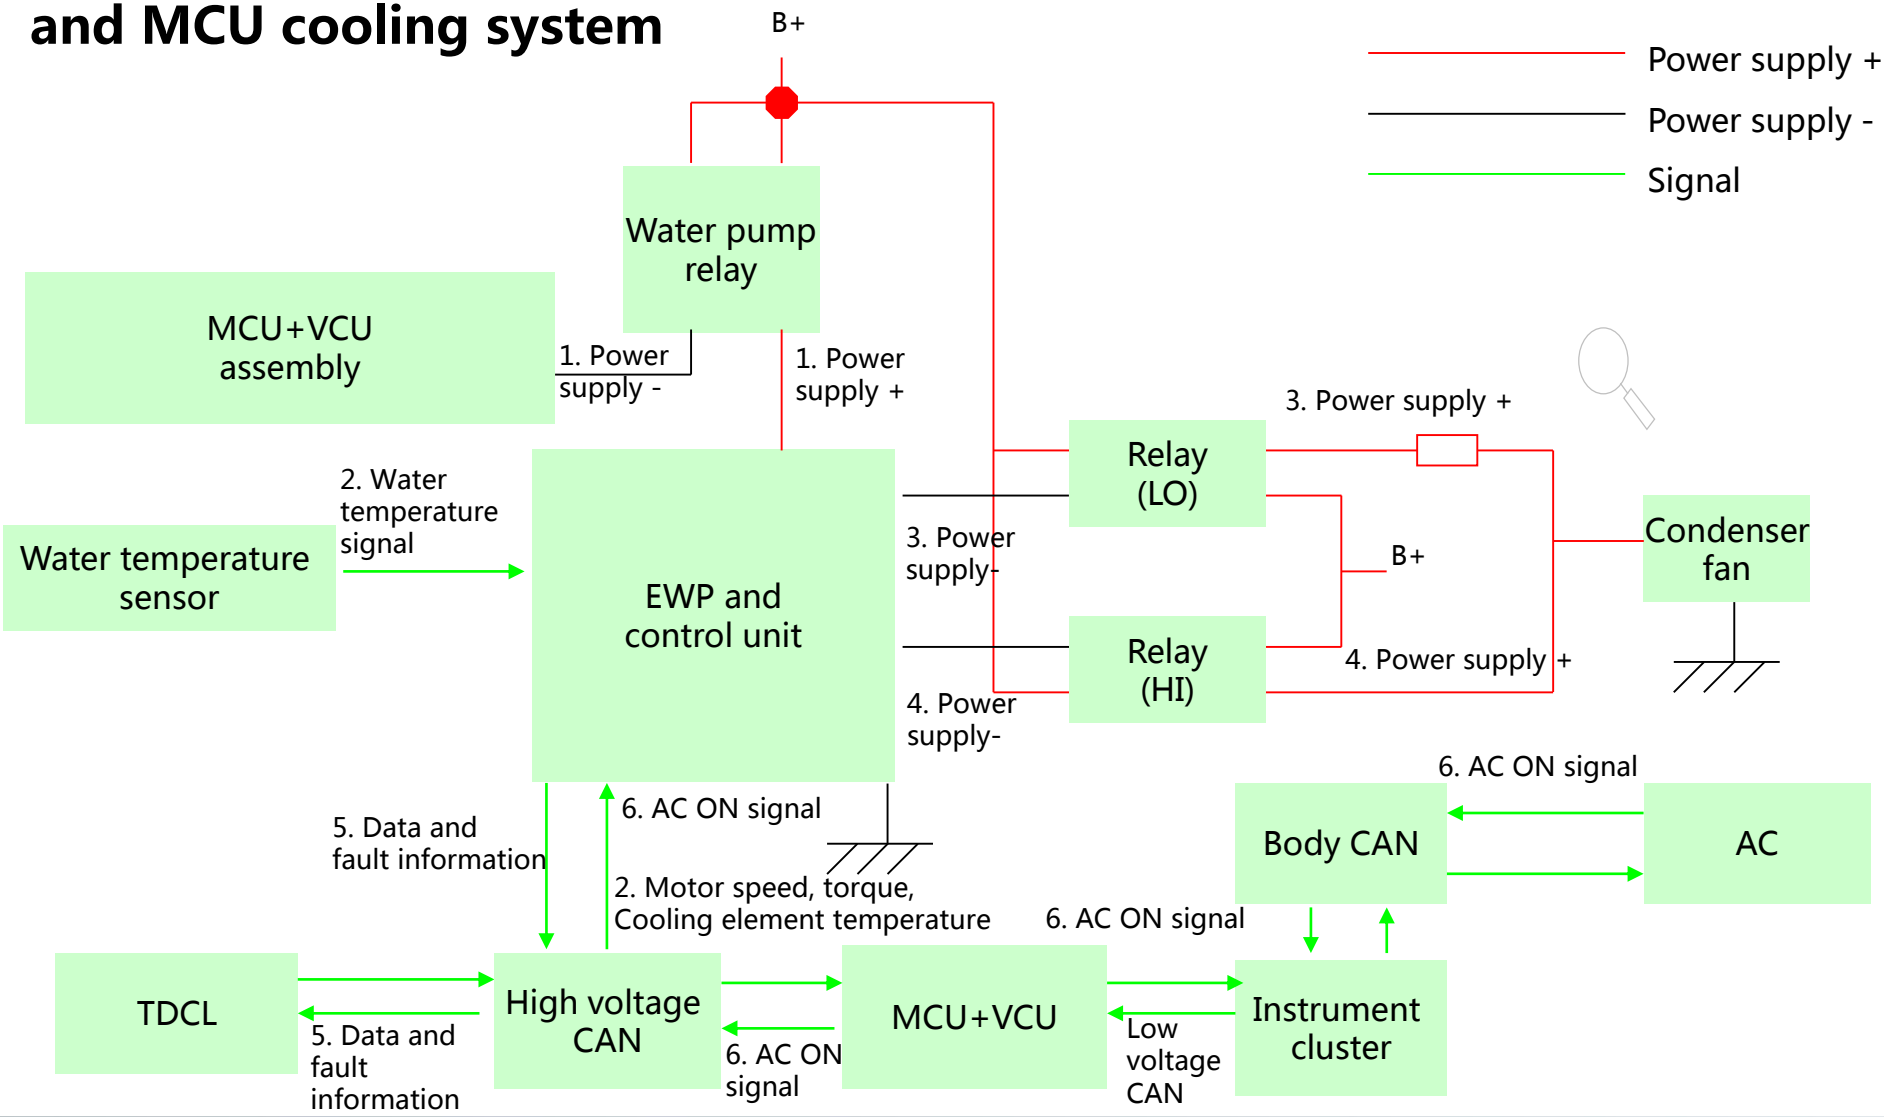 and MCU cooling system
B+
Power supply +
Power supply -
Signal
Water pump
relay
MCU+VCU
assembly
1. Power
supply -
1. Power
supply +
3. Power supply +
Relay
(LO)
2. Water
temperature
signal
Water temperature
sensor
EWP and
control unit
3. Power
supply-
B+
Condenser
fan
Relay
(HI)
4. Power supply +
4. Power
supply-
6. AC ON signal
5. Data and
fault information
6. AC ON signal
Body CAN
AC
2. Motor speed, torque,
Cooling element temperature
6. AC ON signal
TDCL
High voltage
CAN
MCU+VCU
Instrument
cluster
5. Data and
fault
information
6. AC ON
signal
Low
voltage
CAN